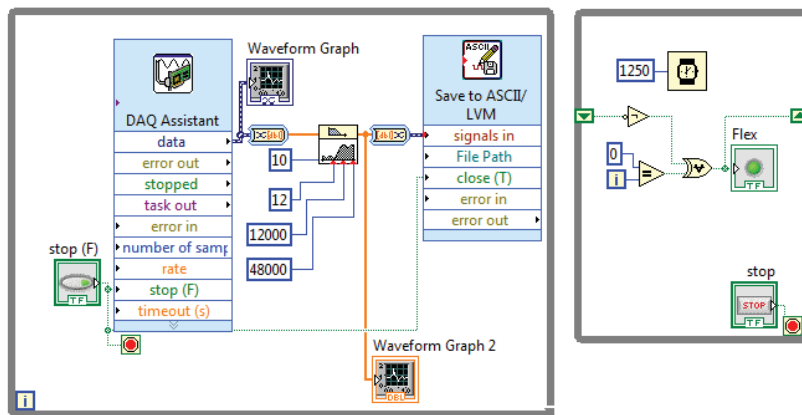 Waveform Graph
DAQ Assistant
data
error out
stopped
task out
error in
number of samp
rate
stop (F)
timeout (s)
stop (F)
TF
10
12
12000
48000
ASCII
Save to ASCII/
LVM
signals in
File Path
close (T)
error in
error out
Waveform Graph 2
DBL
i
1250
0
i
=
Flex
TF
stop
STOP
TF